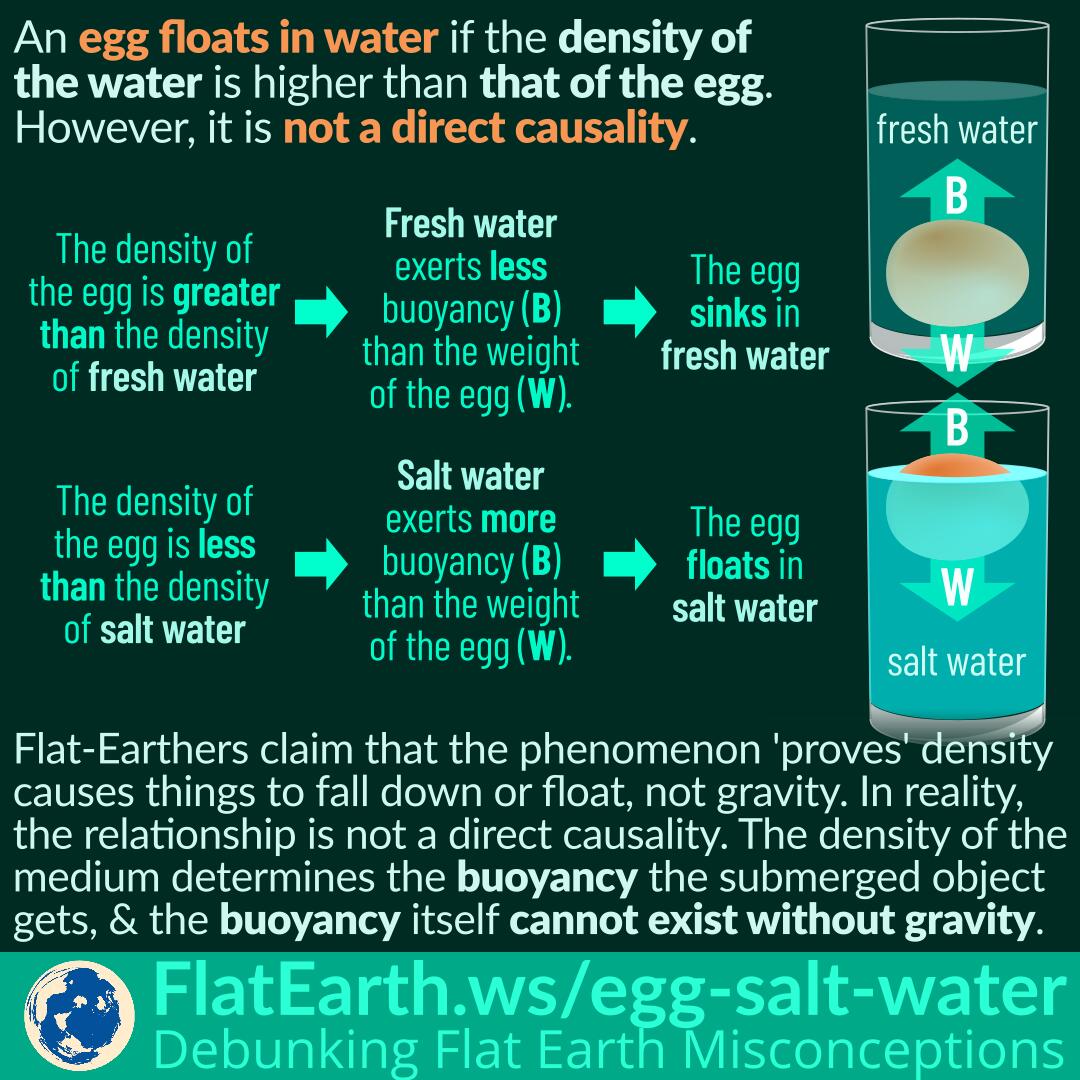 An egg floats in water if the density of
the water is higher than that of the egg.
However, it is not a direct causality.
The density of
the egg is greater
than the density
of fresh water
Fresh water
exerts less
buoyancy (B)
than the weight
of the egg (W).
The egg
sinks in
fresh water
fresh water
B
W
The density of
the egg is less
than the density
of salt water
Salt water
exerts more
buoyancy (B)
than the weight
of the egg (W).
The egg
floats in
salt water
B
W
salt water
Flat-Earthers claim that the phenomenon 'proves' density
causes things to fall down or float, not gravity. In reality,
the relationship is not a direct causality. The density of the
medium determines the buoyancy the submerged object
gets, & the buoyancy itself cannot exist without gravity.
FlatEarth.ws/egg-salt-water
Debunking Flat Earth Misconceptions